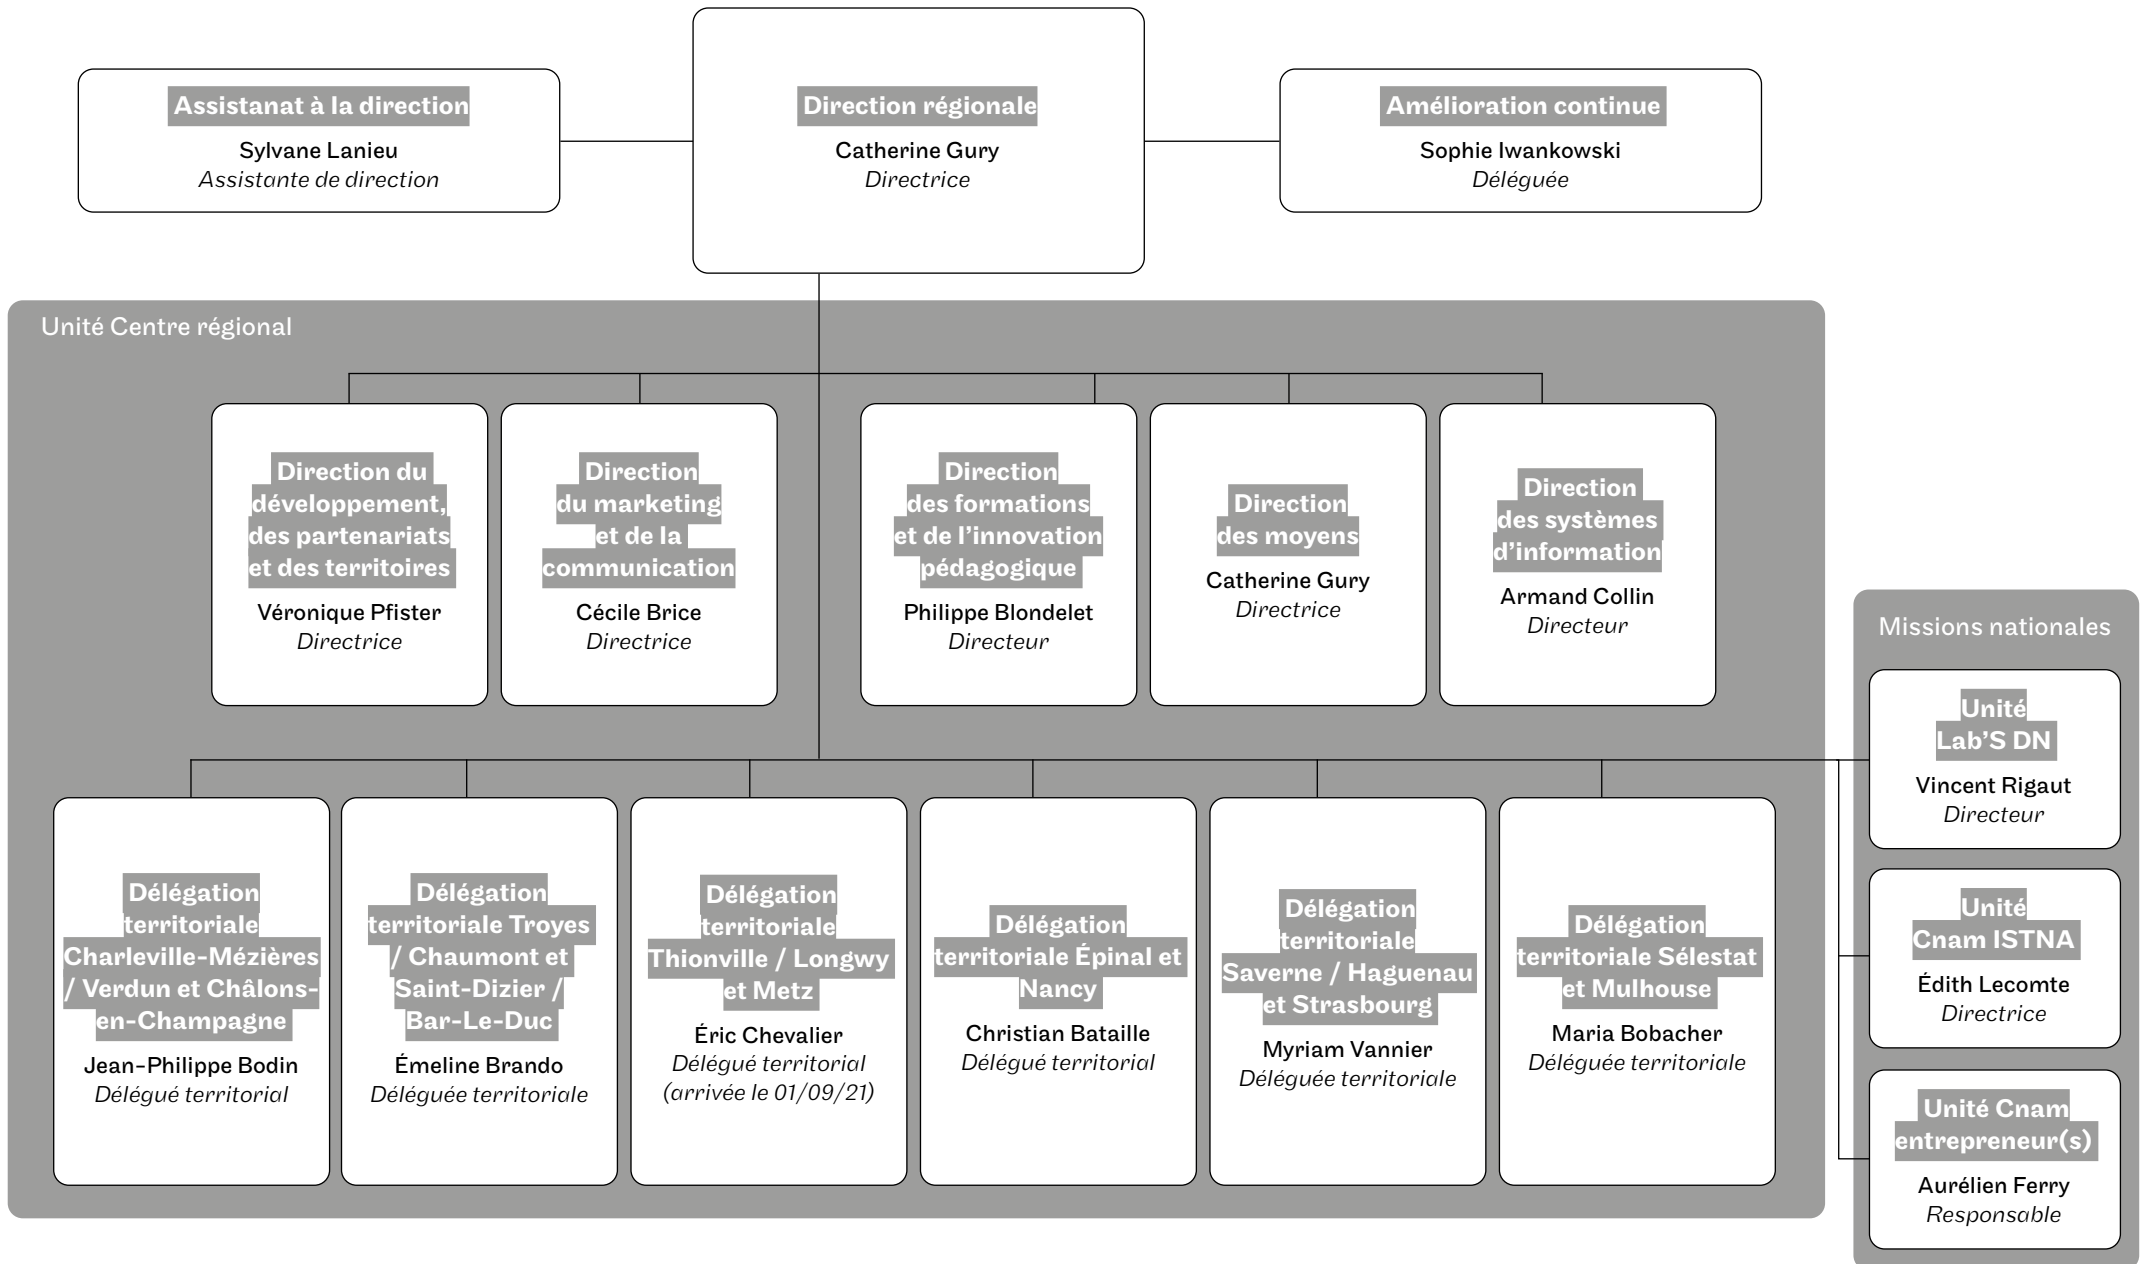 Assistanat à la direction
Sylvane Lanieu
Assistante de direction
Direction régionale
Catherine Gury
Directrice
Amélioration continue
Sophie Iwankowski
Déléguée
Unité Centre régional
Direction du
développement,
des partenariats
et des territoires
Véronique Pfister
Directrice
Direction
du marketing
et de la
communication
Cécile Brice
Directrice
Direction
des formations
et de l’innovation
pédagogique
Philippe Blondelet
Directeur
Direction
des moyens
Catherine Gury
Directrice
Direction
des systèmes
d’information
Armand Collin
Directeur
Délégation
territoriale
Charleville-Mézières
/ Verdun et Châlons-
en-Champagne
Jean-Philippe Bodin
Délégué territorial
Délégation
territoriale Troyes
/ Chaumont et
Saint-Dizier /
Bar-Le-Duc
Émeline Brando
Déléguée territoriale
Délégation
territoriale
Thionville / Longwy
et Metz
Éric Chevalier
Délégué territorial
(arrivée le 01/09/21)
Délégation
territoriale Épinal et
Nancy
Christian Bataille
Délégué territorial
Délégation
territoriale
Saverne / Haguenau
et Strasbourg
Myriam Vannier
Déléguée territoriale
Délégation
territoriale Sélestat
et Mulhouse
Maria Bobacher
Déléguée territoriale
Missions nationales
Unité
Lab’S DN
Vincent Rigaut
Directeur
Unité
Cnam ISTNA
Édith Lecomte
Directrice
Unité Cnam
entrepreneur(s)
Aurélien Ferry
Responsable